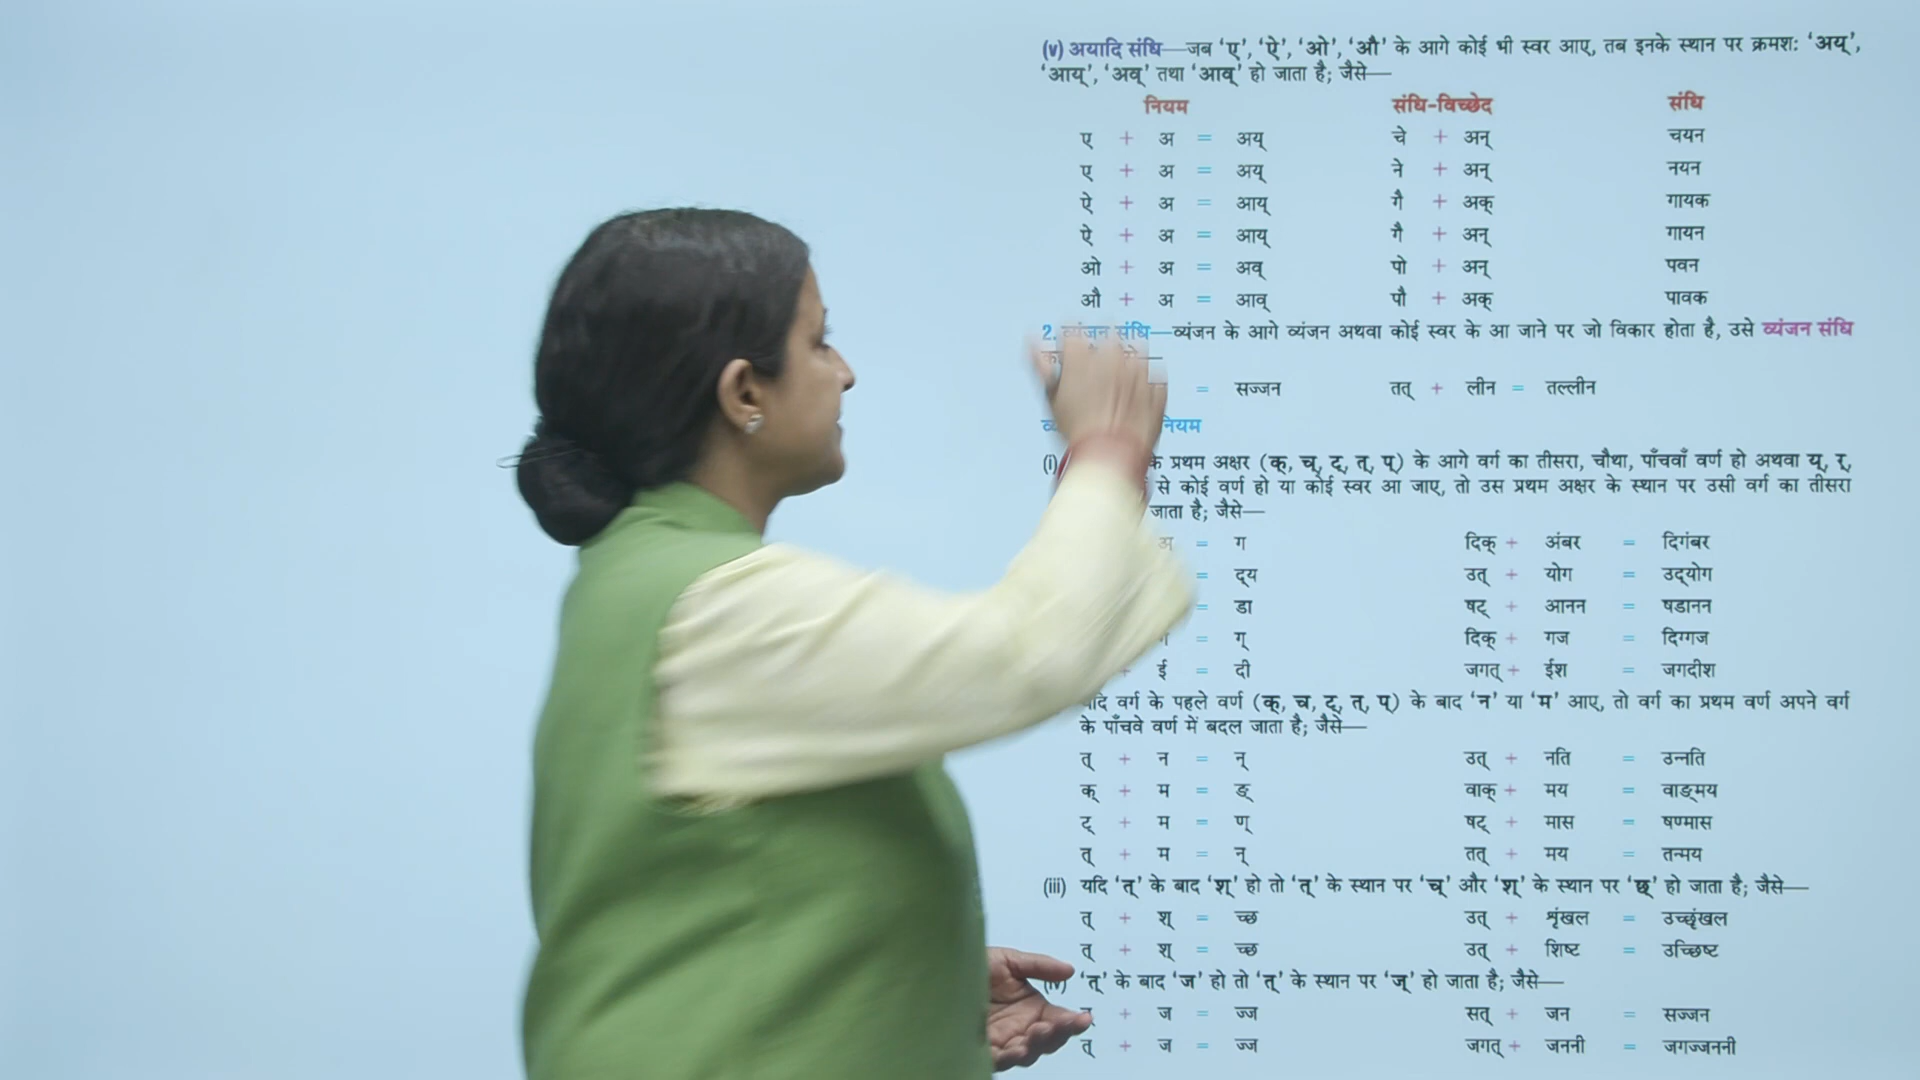 (v) अयादि संधि—जब ‘ए’, ‘ऐ’, ‘ओ’, ‘औ’ के आगे कोई भी स्वर आए, तब इनके स्थान पर क्रमशः ‘अय्’,
‘आय्’, ‘अव्’ तथा ‘आव्’ हो जाता है; जैसे—
नियम संधि-विच्छेद संधि
ए + अ = अय् चे + अन् चयन
ए + अ = अय् ने + अन् नयन
ऐ + अ = आय् गै + अक् गायक
ऐ + अ = आय् गै + अन् गायन
ओ + अ = अव् पो + अन् पवन
औ + अ = आव् पौ + अक् पावक
2. व्यंजन संधि—व्यंजन के आगे व्यंजन अथवा कोई स्वर के आ जाने पर जो विकार होता है, उसे व्यंजन संधि
= सज्जन तत् + लीन = तल्लीन
नियम
(i) के प्रथम अक्षर (क्, च्, ट्, त्, प्) के आगे वर्ग का तीसरा, चौथा, पाँचवाँ वर्ण हो अथवा य्, र्,
से कोई वर्ण हो या कोई स्वर आ जाए, तो उस प्रथम अक्षर के स्थान पर उसी वर्ग का तीसरा
जाता है; जैसे—
अ = ग दिक् + अंबर = दिगंबर
= द्य उत् + योग = उद्योग
= डा षट् + आनन = षडानन
= ग् दिक् + गज = दिग्गज
+ ई = दी जगत् + ईश = जगदीश
वर्ग के पहले वर्ण (क्, च, ट्, त्, प्) के बाद ‘न’ या ‘म’ आए, तो वर्ग का प्रथम वर्ण अपने वर्ग
के पाँचवे वर्ण में बदल जाता है; जैसे—
त् + न = न् उत् + नति = उन्नति
क् + म = ङ् वाक् + मय = वाङ्मय
ट् + म = ण् षट् + मास = षण्मास
त् + म = न् तत् + मय = तन्मय
(iii) यदि ‘त्’ के बाद ‘श्’ हो तो ‘त्’ के स्थान पर ‘च्’ और ‘श्’ के स्थान पर ‘छ्’ हो जाता है; जैसे—
त् + श् = च्छ उत् + शृंखल = उच्छृंखल
त् + श् = च्छ उत् + शिष्ट = उच्छिष्ट
(iv) ‘त्’ के बाद ‘ज’ हो तो ‘त्’ के स्थान पर ‘ज्’ हो जाता है; जैसे—
+ ज = ज्ज सत् + जन = सज्जन
त् + ज = ज्ज जगत् + जननी = जगज्जननी